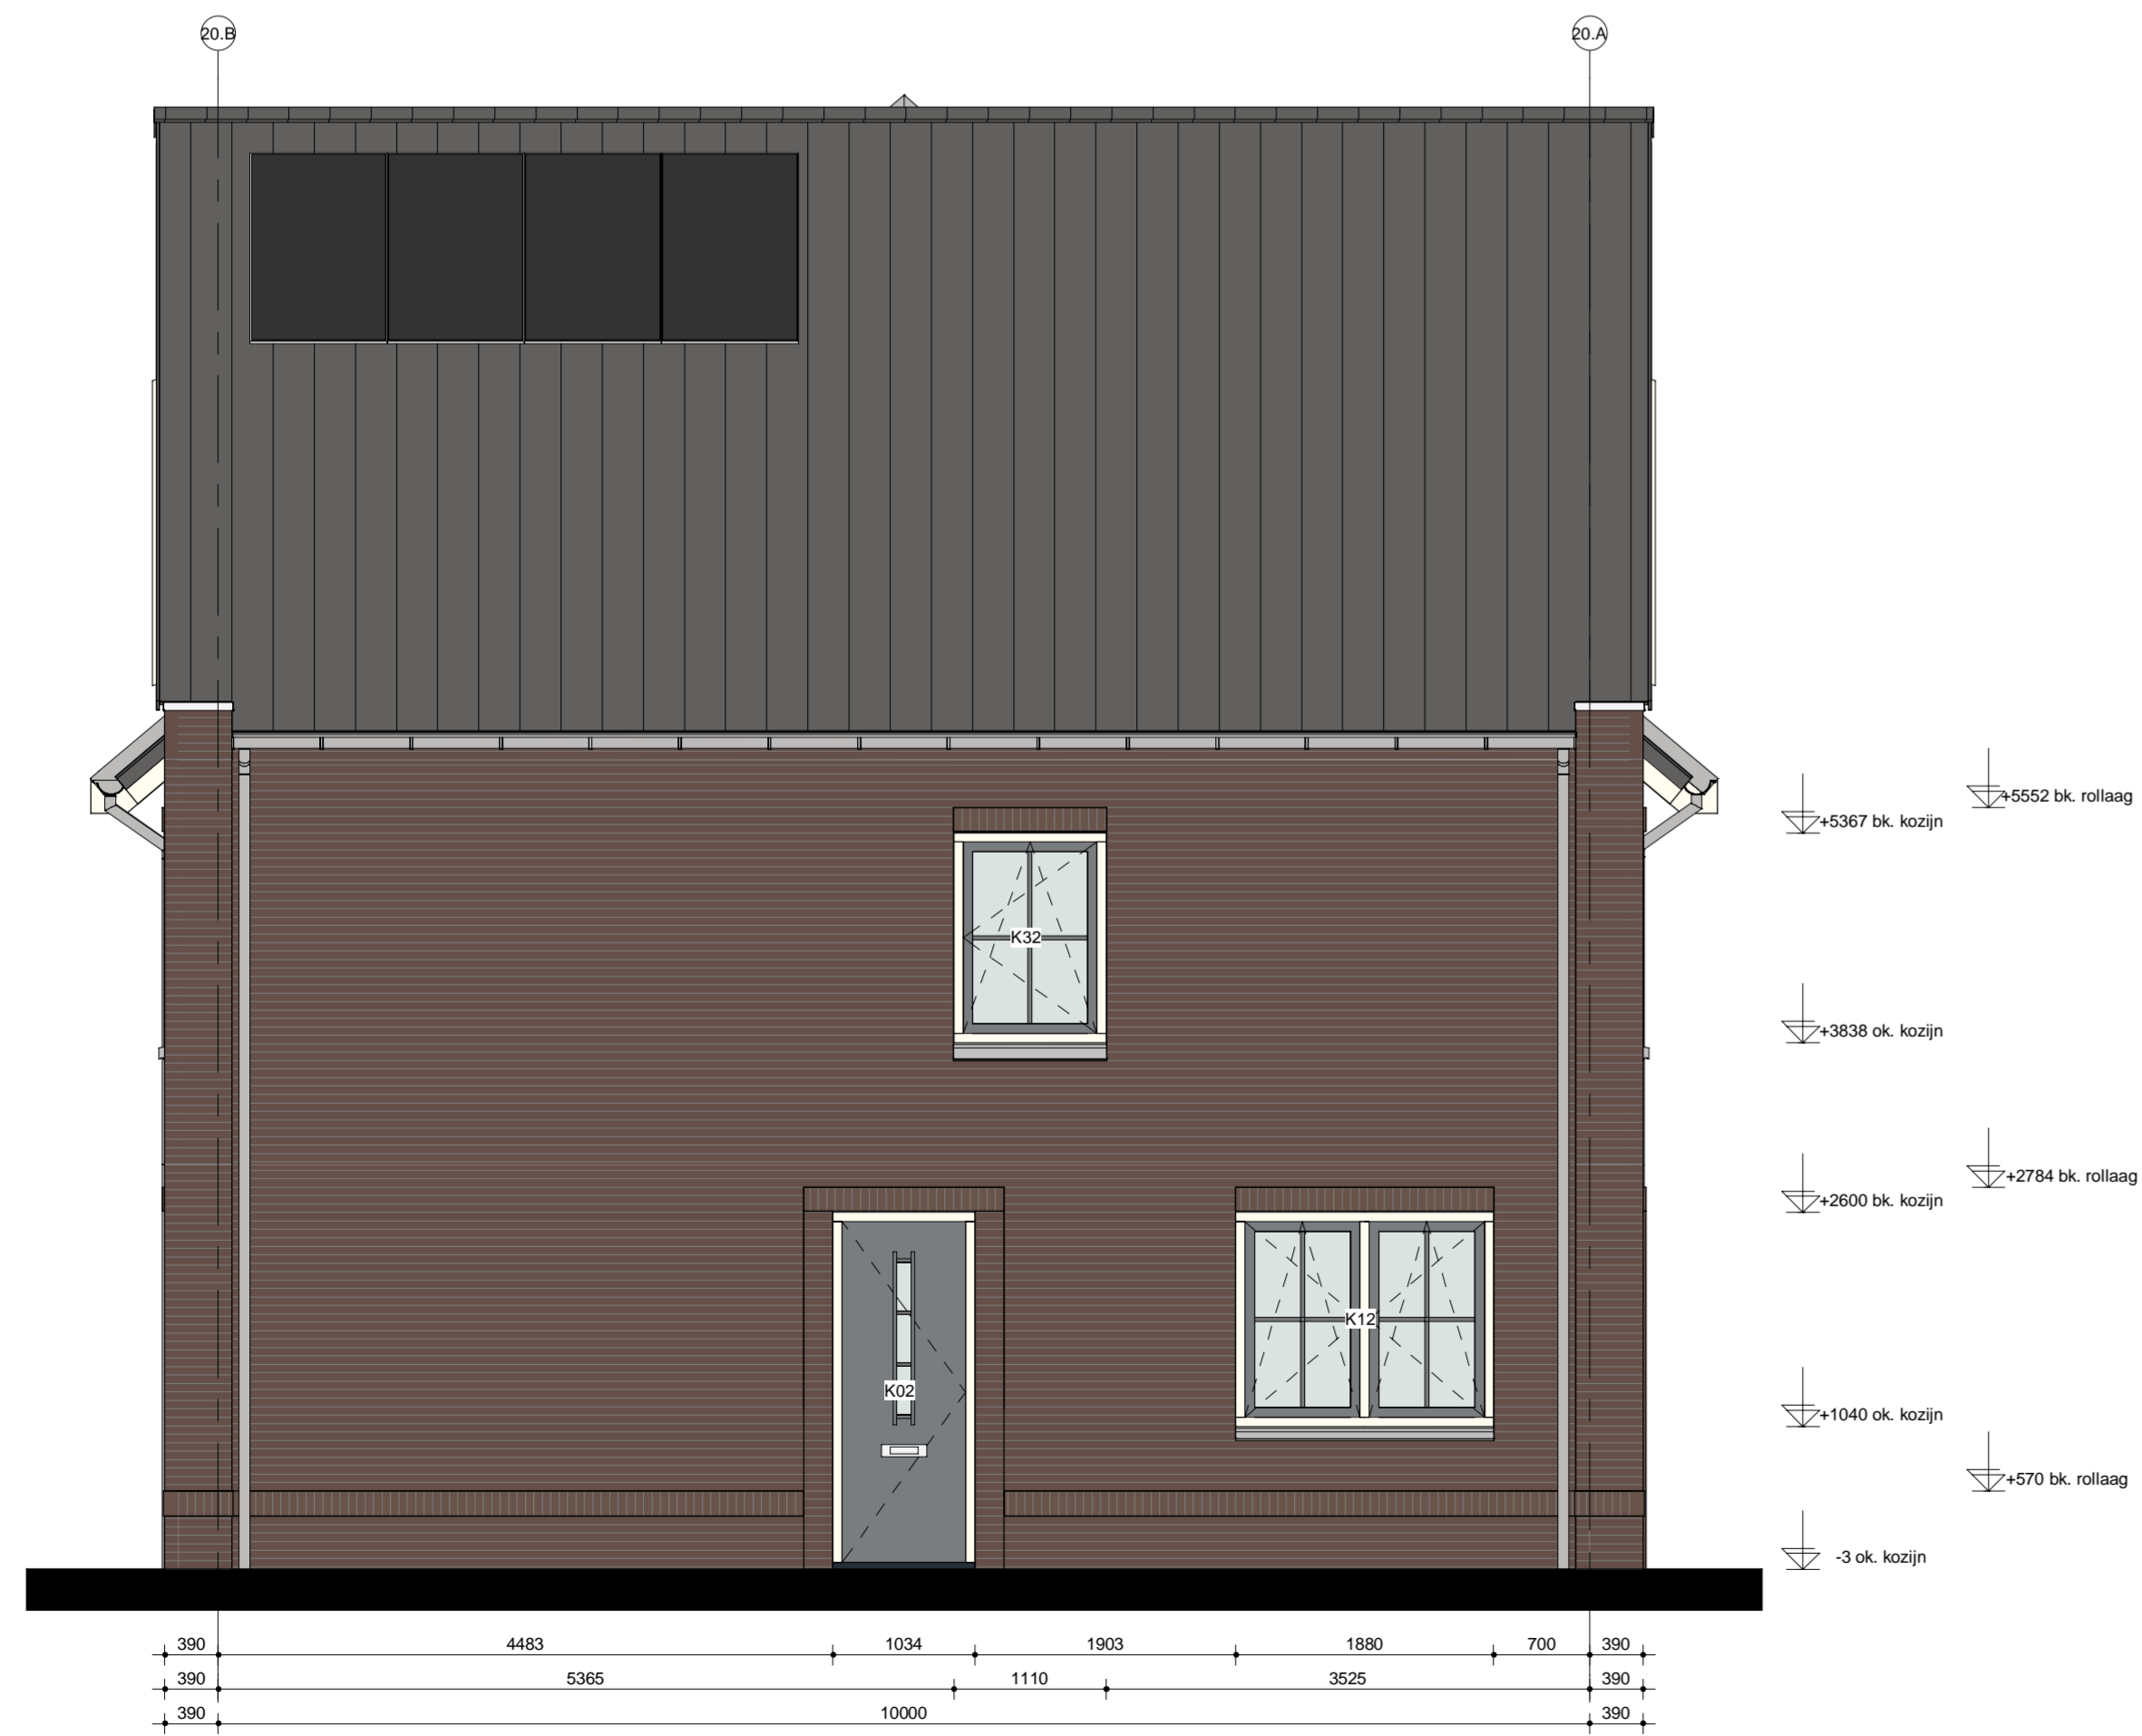 20.B
20.A
+5552 bk. rollaag
+5367 bk. kozijn
K32
+3838 ok. kozijn
+2784 bk. rollaag
+2600 bk. kozijn
K12
K02
+1040 ok. kozijn
+570 bk. rollaag
-3 ok. kozijn
390 4483 1034 1903 1880 700 390
390 5365 1110 3525 390
390 10000 390